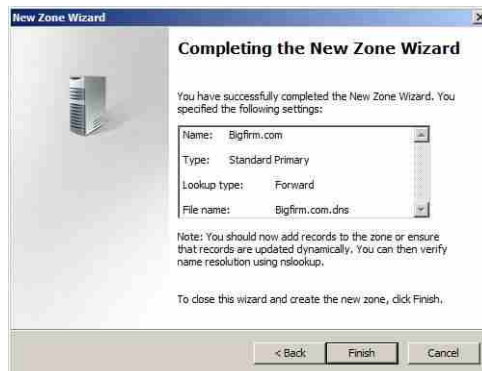 New Zone Wizard
Completing the New Zone Wizard
You have successfully completed the New Zone Wizard. You
specified the following settings:
Name: Bigfirm.com
Type: Standard Primary
Lookup type: Forward
File name: Bigfirm.com.dns
Note: You should now add records to the zone or ensure
that records are updated dynamically. You can then verify
name resolution using nslookup.
To close this wizard and create the new zone, click Finish.
< Back Finish Cancel